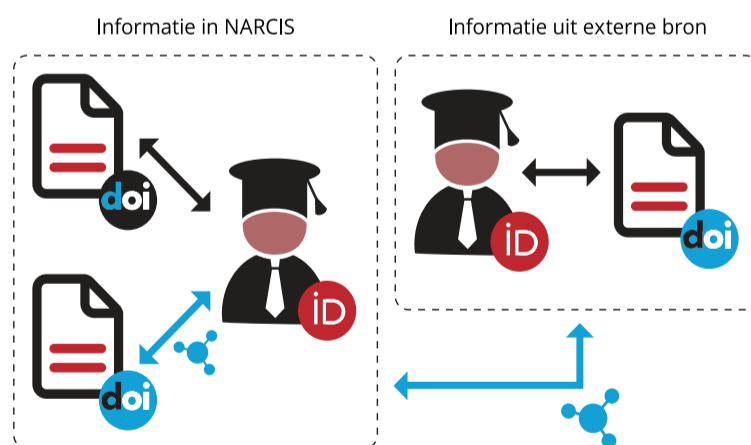 Informatie in NARCIS
Informatie uit externe bron
doi
iD
doi
iD
doi